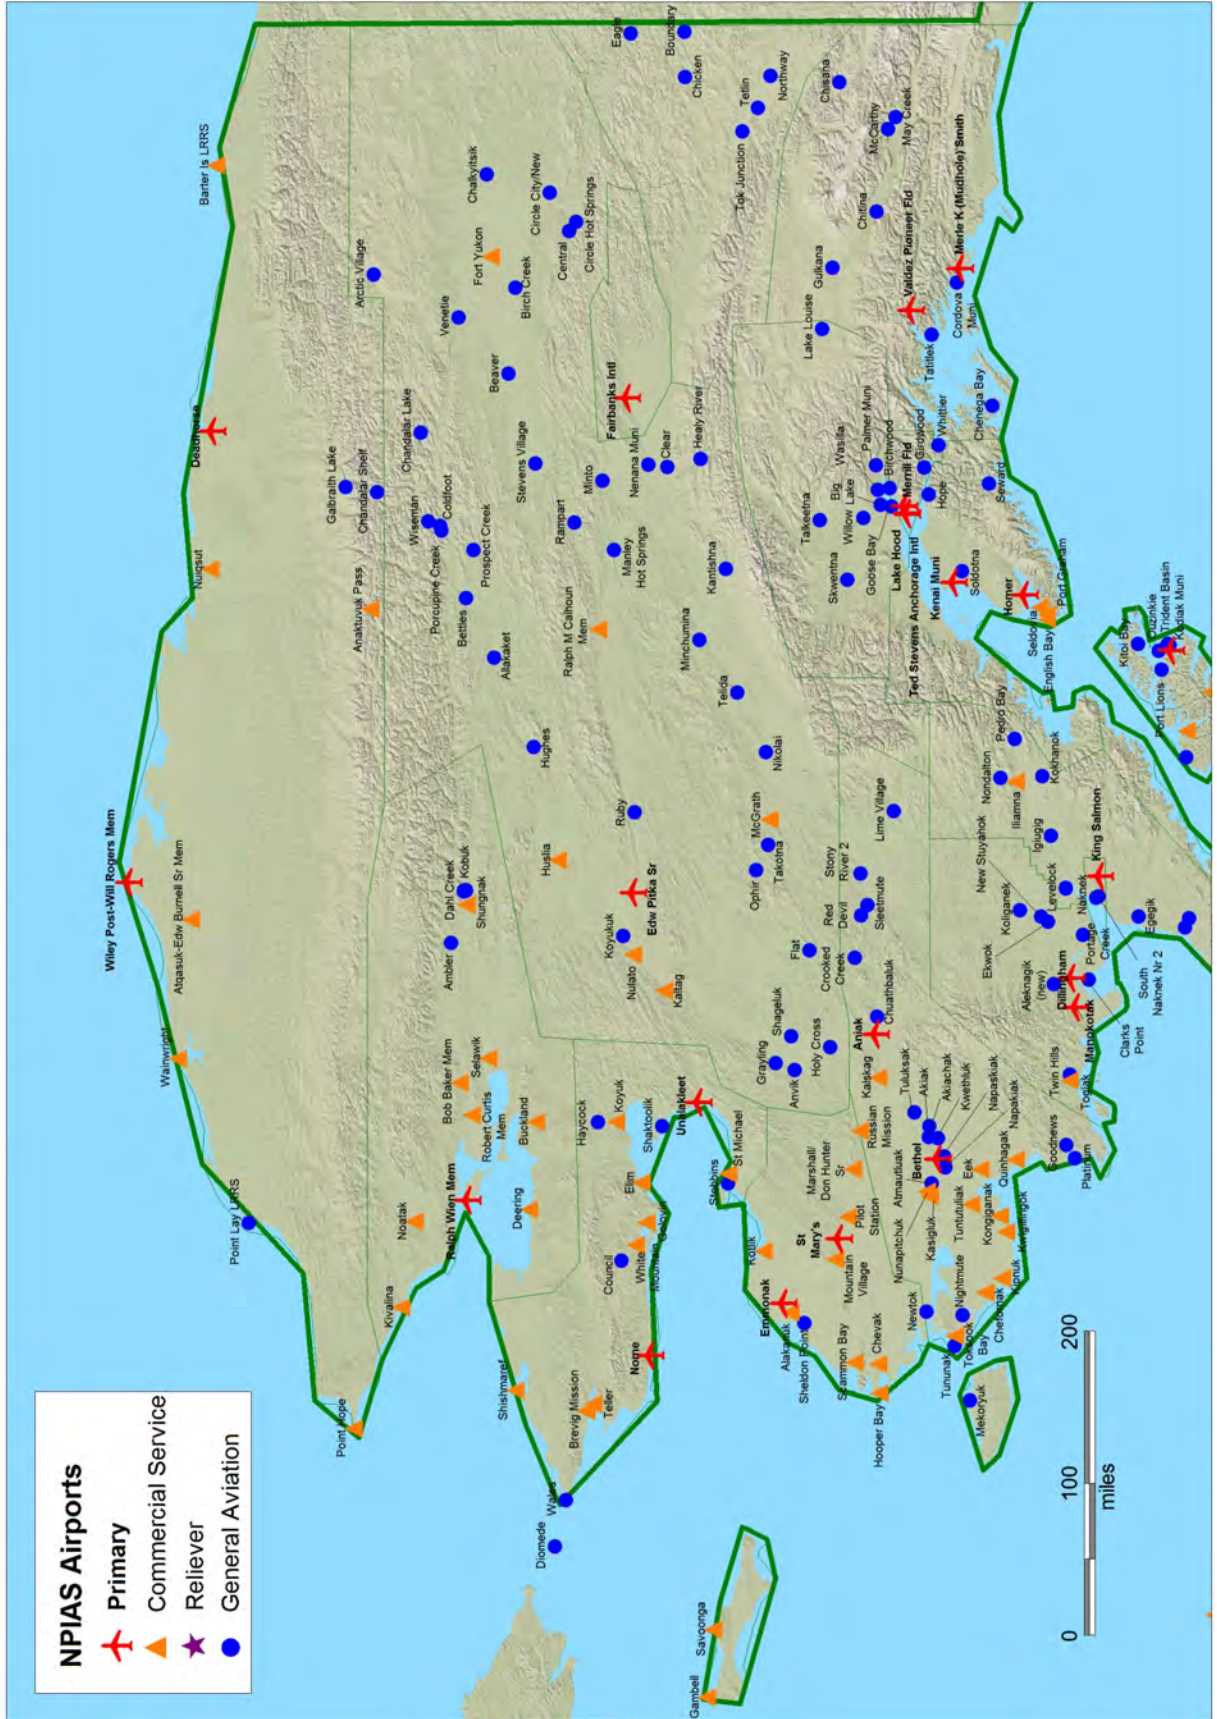 NPIAS Airports
Primary
Commercial Service
Reliever
General Aviation
Barter Is LRRS
Deadhorse
Nuiqsut
Wiley Post-Will Rogers Mem
Atqasuk-Edw Burnell Sr Mem
Wainwright
Point Lay LRRS
Point Hope
Kivalina
Noatak
Ralph Wien Mem
Arctic Village
Galbraith Lake
Chandalar Shelf
Anaktuvuk Pass
Chandalar Lake
Wiseman
Coldfoot
Porcupine Creek
Prospect Creek
Bettles
Allakaket
Venetie
Fort Yukon
Chalkyitsik
Birch Creek
Beaver
Circle City/New
Central
Circle Hot Springs
Stevens Village
Rampart
Minto
Manley
Hot Springs
Ralph M Calhoun
Mem
Fairbanks Intl
Nenana Muni
Clear
Healy River
Kantishna
Minchumina
Telida
Nikolai
Eagle
Boundary
Chicken
Tetlin
Northway
Tok Junction
Chisana
McCarthy
May Creek
Chitina
Gulkana
Lake Louise
Valdez Pioneer Fld
Merle K (Mudhole) Smith
Cordova
Muni
Tatitlek
Chenega Bay
Whittier
Girdwood
Seward
Hope
Palmer Muni
Wasilla
Birchwood
Merrill Fld
Big
Lake
Willow
Talkeetna
Skwentna
Goose Bay
Lake Hood
Ted Stevens Anchorage Intl
Kenai Muni
Soldotna
Homer
Port Graham
Seldovia
English Bay
Kitoi Bay
Ouzinkie
Trident Basin
Kodiak Muni
Port Lions
Hughes
Huslia
Ruby
Dahl Creek
Kobuk
Shungnak
Ambler
Selawik
Bob Baker Mem
Robert Curtis
Mem
Buckland
Deering
Edw Pitka Sr
Koyukuk
Nulato
Kaltag
Haycock
Koyuk
Shaktoolik
Unalakleet
Elim
Golovin
White
Mountain
Council
Nome
Shishmaref
Brevig Mission
Teller
Wales
Diomede
Savoonga
Gambell
McGrath
Takotna
Ophir
Flat
Stony
River 2
Lime Village
Red
Devil
Sleetmute
Crooked
Creek
Chuathbaluk
Aniak
Shageluk
Grayling
Anvik
Holy Cross
Kalskag
Tuluksak
Akiak
Akiachak
Kwethluk
Napaskiak
Napakiak
Bethel
Russian
Mission
Marshall/
Don Hunter
Sr
St Michael
Stebbins
Kotlik
Pilot
Station
St
Mary's
Mountain
Village
Emmonak
Alakanuk
Sheldon Point
Scammon Bay
Chevak
Hooper Bay
Atmautluak
Nunapitchuk
Kasigluk
Newtok
Nightmute
Toksook
Bay
Tununak
Mekoryuk
Chefornak
Kipnuk
Kwigillingok
Kongiganak
Tuntutuliak
Eek
Quinhagak
Goodnews
Platinum
Togiak
Twin Hills
Manokotak
Dillingham
Aleknagik
(new)
Clarks
Point
Ekwok
New Stuyahok
Koliganek
Levelock
Portage
Creek
Naknek
South
Naknek Nr 2
King Salmon
Egegik
Igiugig
Iliamna
Nondalton
Pedro Bay
Kokhanok
0
100
200
miles